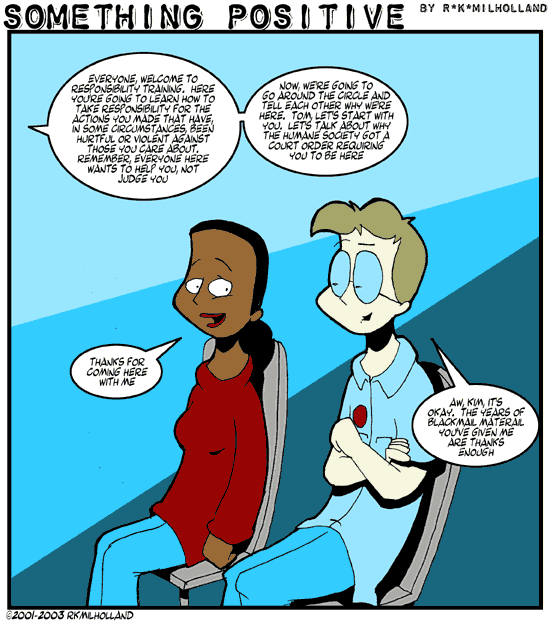 SOMETHING POSITIVE BY R*K*MILHOLLAND
EVERYONE, WELCOME TO
RESPONSIBILITY TRAINING. HERE
YOU'RE GOING TO LEARN HOW TO
TAKE RESPONSIBILITY FOR THE
ACTIONS YOU MADE THAT HAVE,
IN SOME CIRCUMSTANCES, BEEN
HURTFUL OR VIOLENT AGAINST
THOSE YOU CARE ABOUT.
REMEMBER, EVERYONE HERE
WANTS TO HELP YOU, NOT
JUDGE YOU
NOW, WE'RE GOING TO
GO AROUND THE CIRCLE AND
TELL EACH OTHER WHY WE'RE
HERE. TOM, LET'S START WITH
YOU. LET'S TALK ABOUT WHY
THE HUMANE SOCIETY GOT A
COURT ORDER REQUIRING
YOU TO BE HERE
THANKS FOR
COMING HERE
WITH ME
AW, KIM, IT'S
OKAY. THE YEARS OF
BLACKMAIL MATERAIL
YOU'VE GIVEN ME
ARE THANKS
ENOUGH
©2001-2003 RKMILHOLLAND